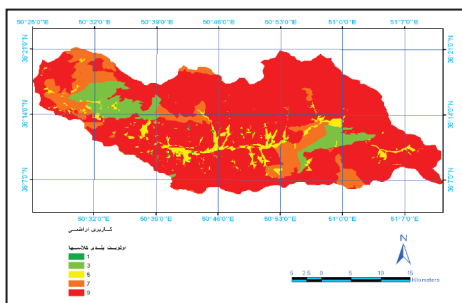 50°25'0"E 50°32'0"E 50°39'0"E 50°46'0"E 50°53'0"E 51°0'0"E 51°7'0"E
36°21'0"N 36°21'0"N
36°14'0"N 36°14'0"N
36°7'0"N 36°7'0"N
50°32'0"E 50°39'0"E 50°46'0"E 50°53'0"E 51°0'0"E 51°7'0"E
کاربری اراضی
اولویت بندی کلاسها
1
3
5
7
9
N
5 2.5 0 5 10 15
Kilometers